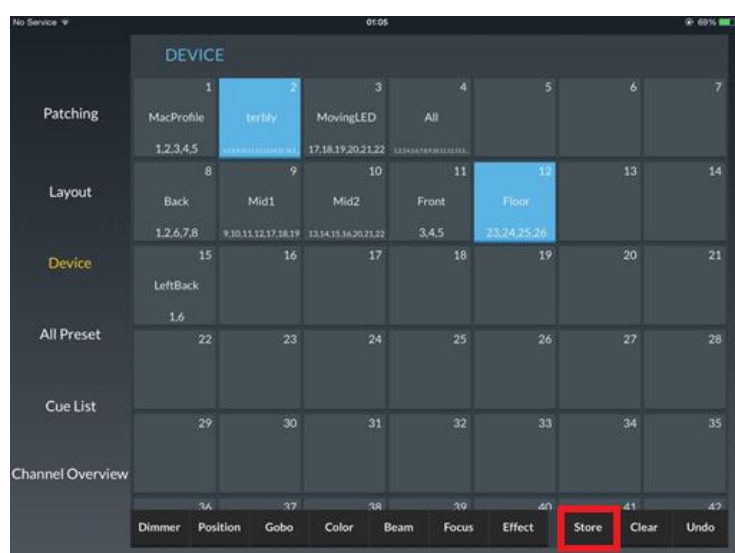 No Service 01:05 69%
DEVICE
Patching
Layout
Device
All Preset
Cue List
Channel Overview
1 2 3 4 5 6 7
MacProfile terbly MovingLED All
1,2,3,4,5 17,18,19,20,21,22
8 9 10 11 12 13 14
Back Mid1 Mid2 Front Floor
1,2,6,7,8 9,10,11,12,17,18,19 13,14,15,16,20,21,22 3,4,5 23,24,25,26
15 16 17 18 19 20 21
LeftBack
1,6
22 23 24 25 26 27 28
29 30 31 32 33 34 35
36 37 38 39 40 41 42
Dimmer Position Gobo Color Beam Focus Effect Store Clear Undo